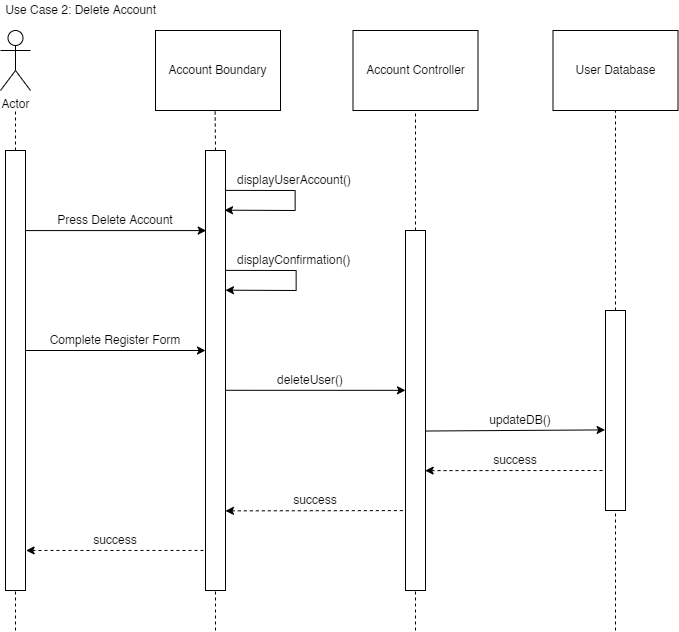 Use Case 2: Delete Account
Actor
Account Boundary
Account Controller
User Database
displayUserAccount()
Press Delete Account
displayConfirmation()
Complete Register Form
deleteUser()
updateDB()
success
success
success